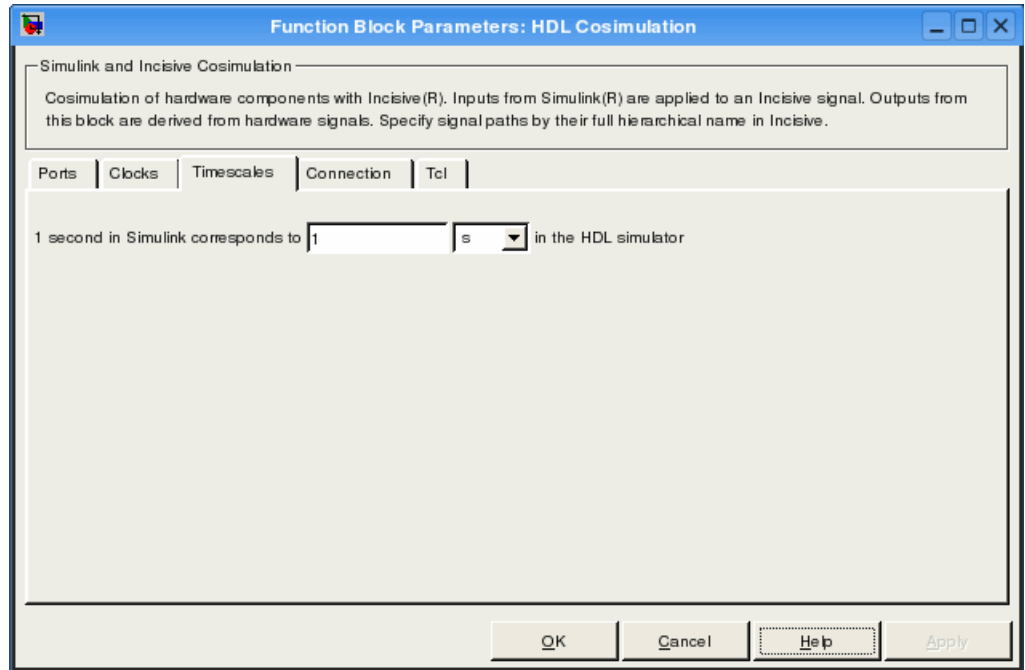 Function Block Parameters: HDL Cosimulation
Simulink and Incisive Cosimulation
Cosimulation of hardware components with Incisive(R). Inputs from Simulink(R) are applied to an Incisive signal. Outputs from
this block are derived from hardware signals. Specify signal paths by their full hierarchical name in Incisive.
Ports Clocks Timescales Connection Tcl
1 second in Simulink corresponds to 1 s in the HDL simulator
OK Cancel Help Apply